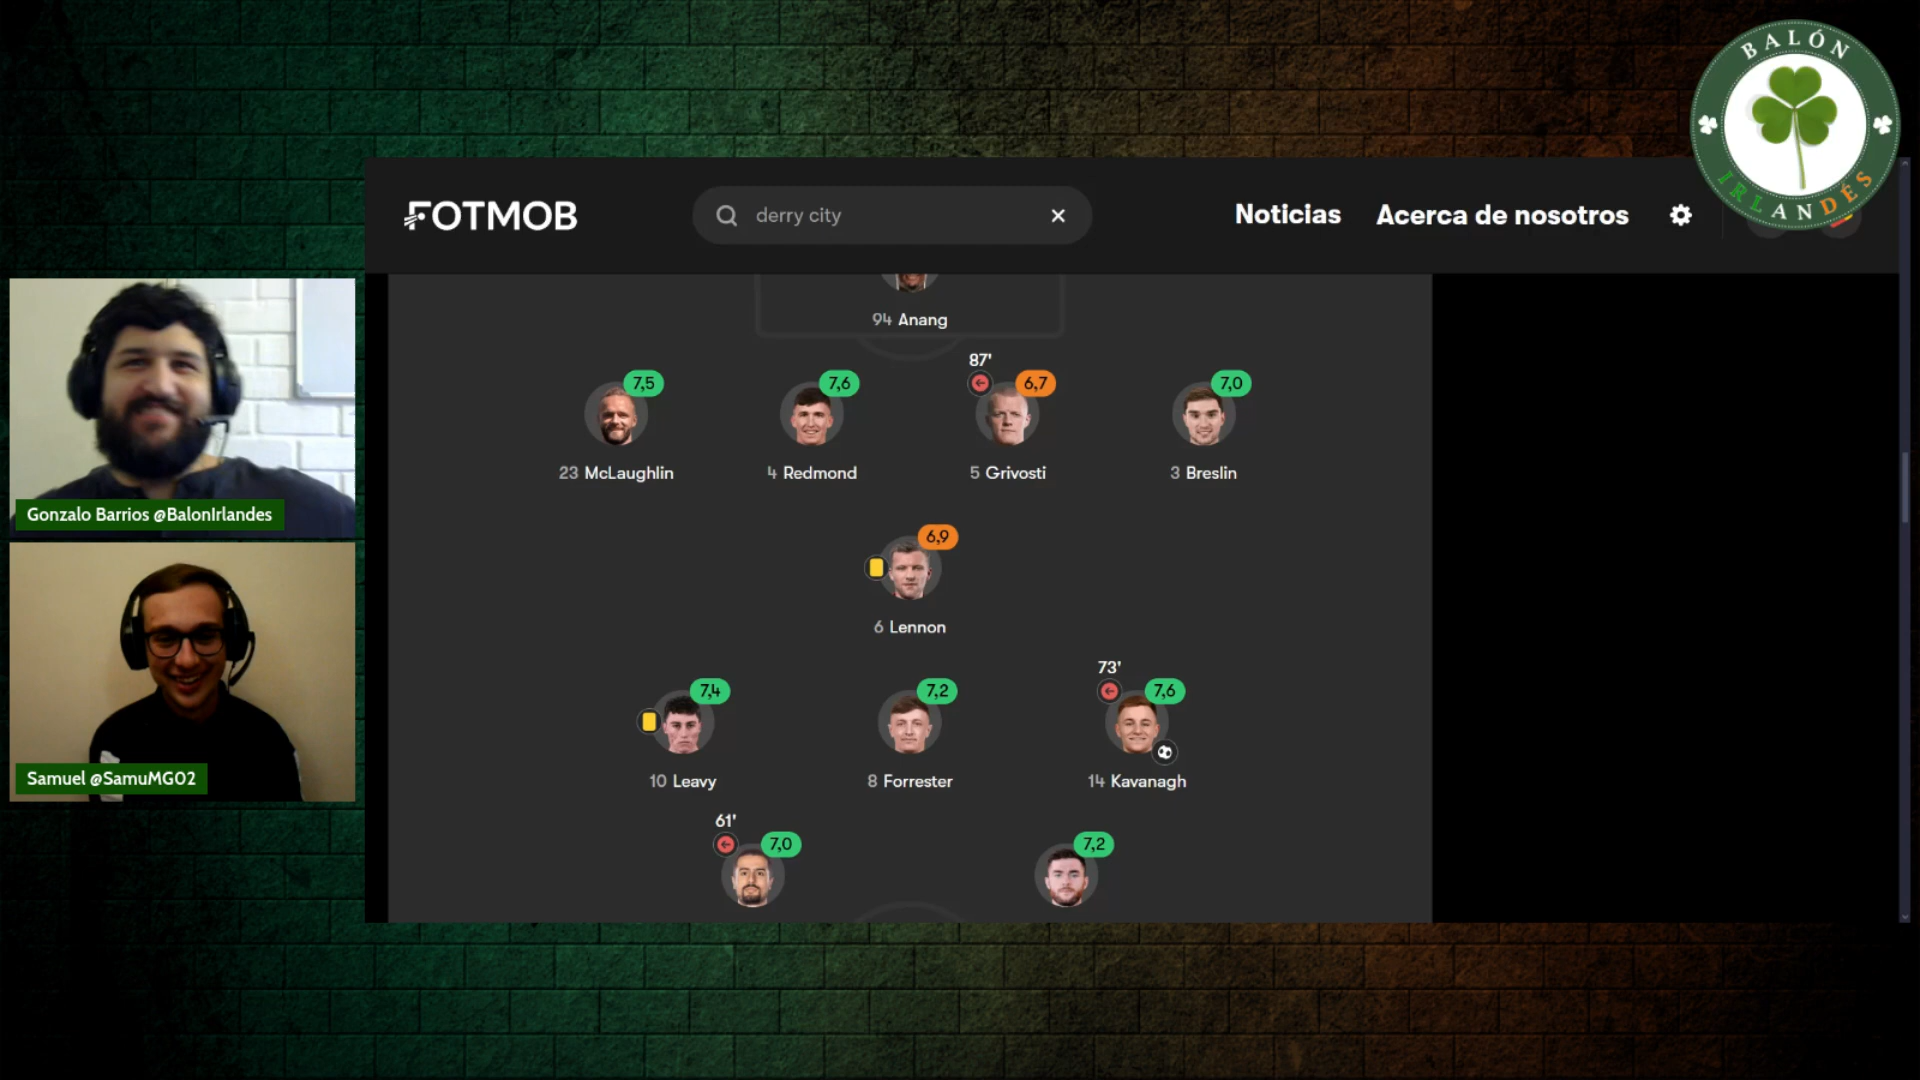 BALÓN
IRLANDÉS
FOTMOB
derry city
Noticias
Acerca de nosotros
94 Anang
87'
7,5
7,6
6,7
7,0
23 McLaughlin
4 Redmond
5 Grivosti
3 Breslin
6,9
6 Lennon
73'
7,4
7,2
7,6
10 Leavy
8 Forrester
14 Kavanagh
61'
7,0
7,2
Gonzalo Barrios @BalonIrlandes
Samuel @SamuMG02